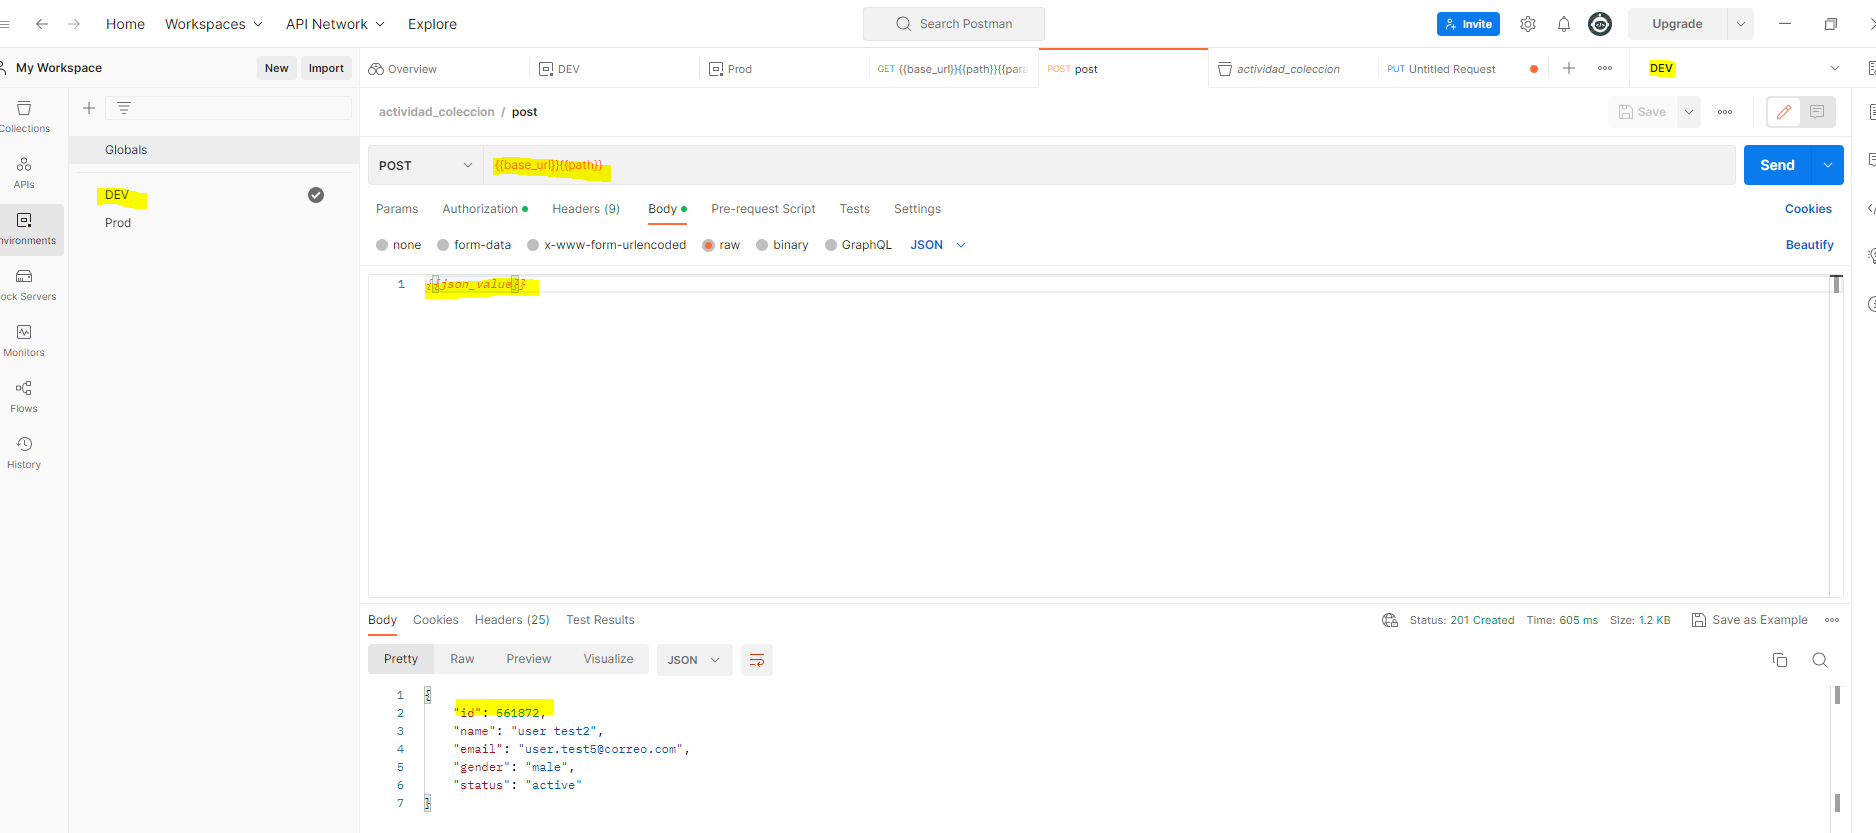 Home Workspaces API Network Explore Search Postman Invite Upgrade
My Workspace New Import Overview DEV Prod GET {{base_url}}{{path}}{{para POST post actividad_coleccion PUT Untitled Request DEV
Collections
APIs
nvironments
ock Servers
Monitors
Flows
History
Globals
DEV
Prod
actividad_coleccion / post Save
POST {{base_url}}{{path}} Send
Params Authorization Headers (9) Body Pre-request Script Tests Settings Cookies
none form-data x-www-form-urlencoded raw binary GraphQL JSON Beautify
1 {{json_value}}
Body Cookies Headers (25) Test Results Status: 201 Created Time: 605 ms Size: 1.2 KB Save as Example
Pretty Raw Preview Visualize JSON
1 {
2 "id": 561872,
3 "name": "user test2",
4 "email": "user.test5@correo.com",
5 "gender": "male",
6 "status": "active"
7 }